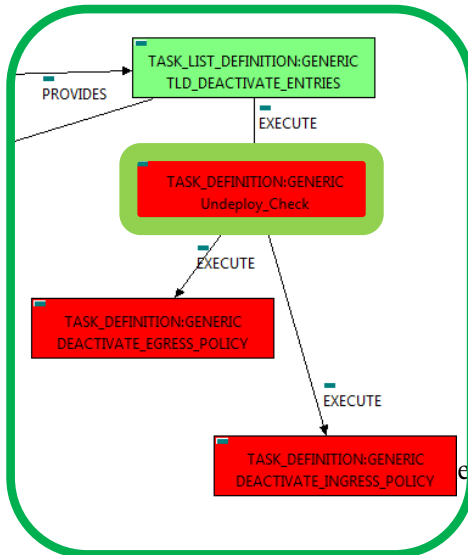 TASK_LIST_DEFINITION:GENERIC
TLD_DEACTIVATE_ENTRIES
PROVIDES
EXECUTE
TASK_DEFINITION:GENERIC
Undeploy_Check
EXECUTE
TASK_DEFINITION:GENERIC
DEACTIVATE_EGRESS_POLICY
EXECUTE
TASK_DEFINITION:GENERIC
DEACTIVATE_INGRESS_POLICY
e